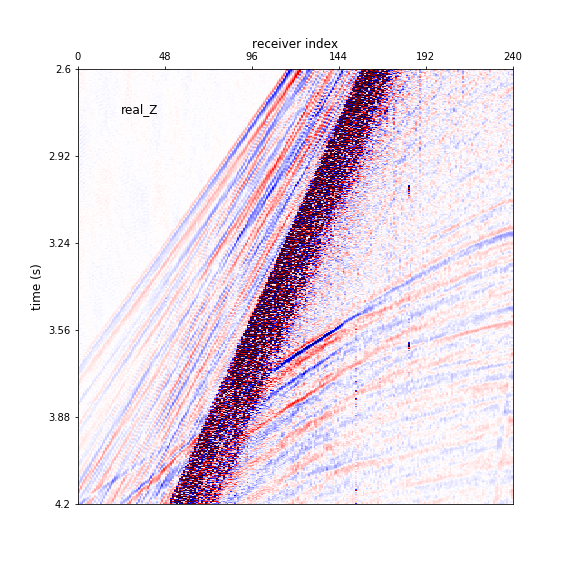 receiver index
0 48 96 144 192 240
2.6
real_Z
2.92
3.24
time (s)
3.56
3.88
4.2